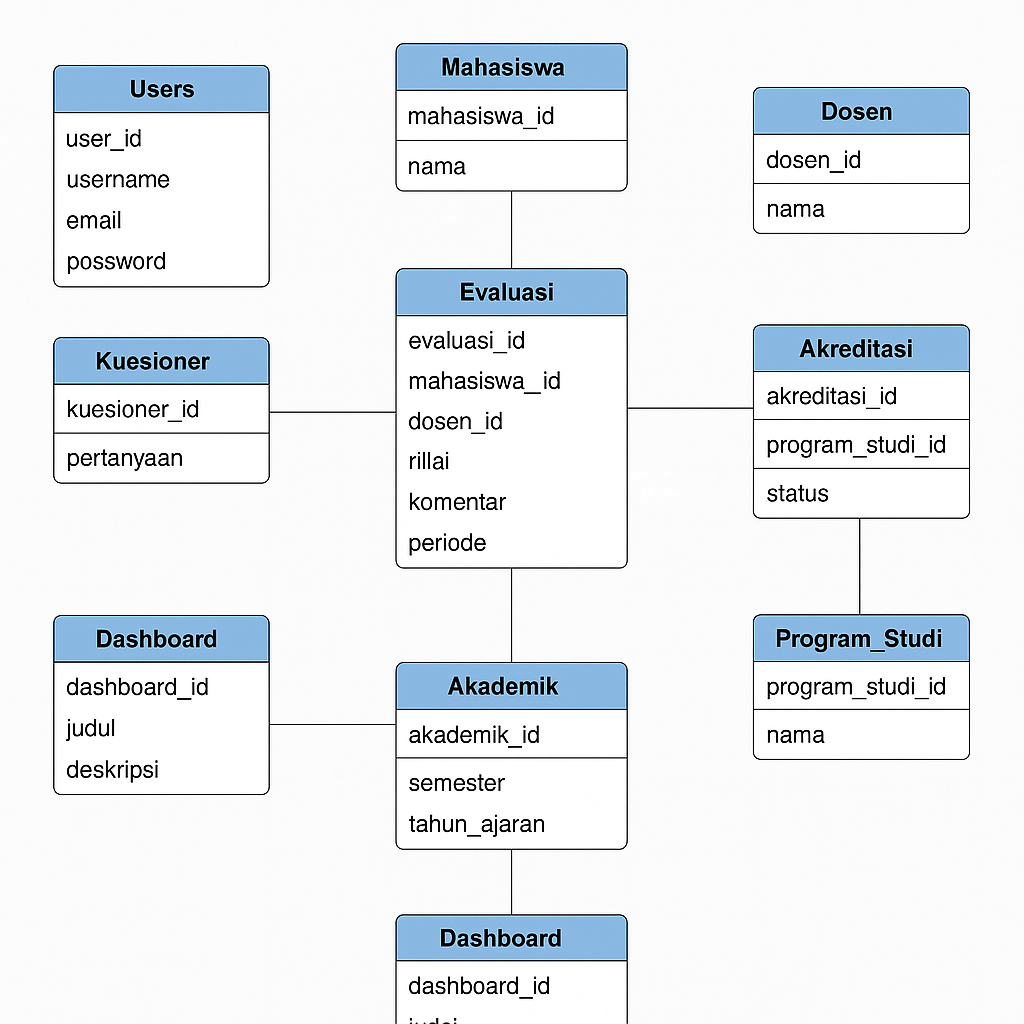 Users
user_id
username
email
possword
Mahasiswa
mahasiswa_id
nama
Dosen
dosen_id
nama
Kuesioner
kuesioner_id
pertanyaan
Evaluasi
evaluasi_id
mahasiswa_id
dosen_id
rillai
komentar
periode
Akreditasi
akreditasi_id
program_studi_id
status
Dashboard
dashboard_id
judul
deskripsi
Akademik
akademik_id
semester
tahun_ajaran
Program_Studi
program_studi_id
nama
Dashboard
dashboard_id